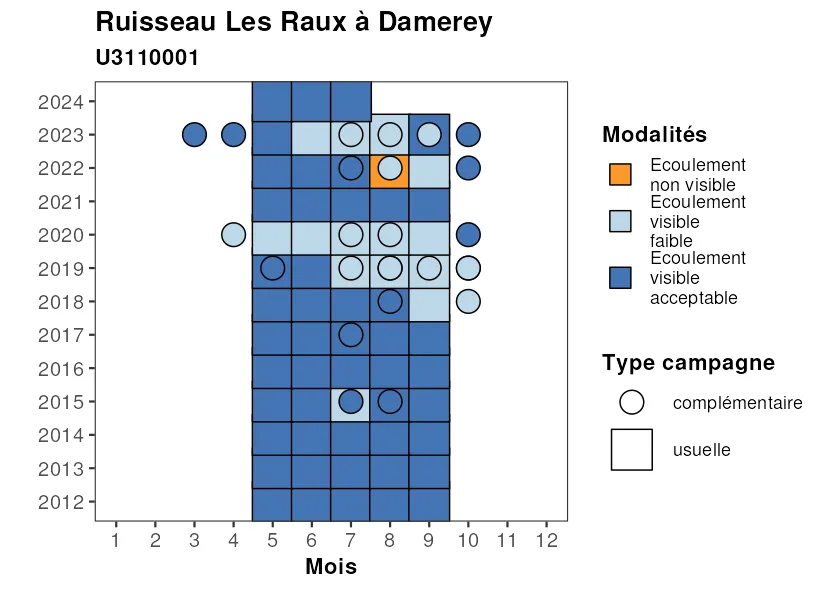 Ruisseau Les Raux à Damerey
U3110001
2024
2023
2022
2021
2020
2019
2018
2017
2016
2015
2014
2013
2012
1 2 3 4 5 6 7 8 9 10 11 12
Mois
Modalités
Ecoulement
non visible
Ecoulement
visible
faible
Ecoulement
visible
acceptable
Type campagne
complémentaire
usuelle